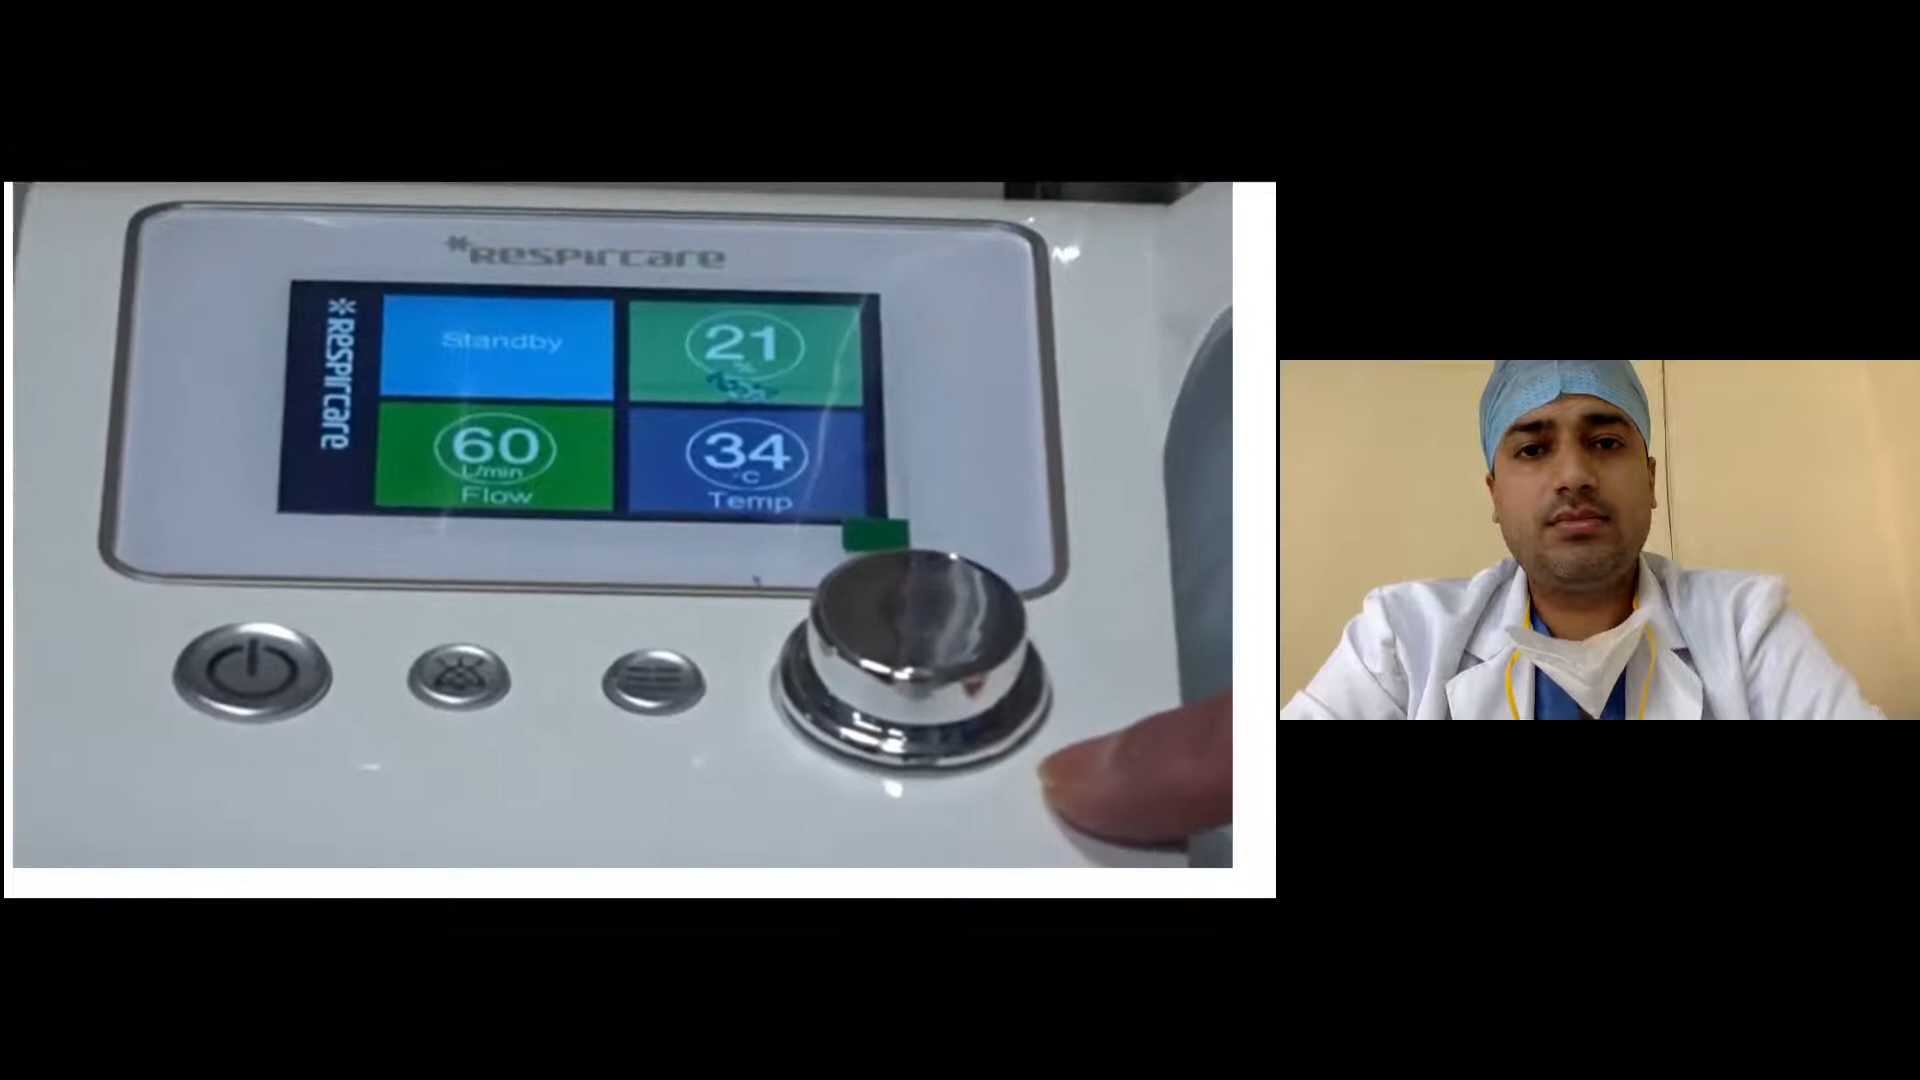 RESPIRCARE
RESPIRCARE
Standby
21
%
60
L/min
Flow
34
°C
Temp